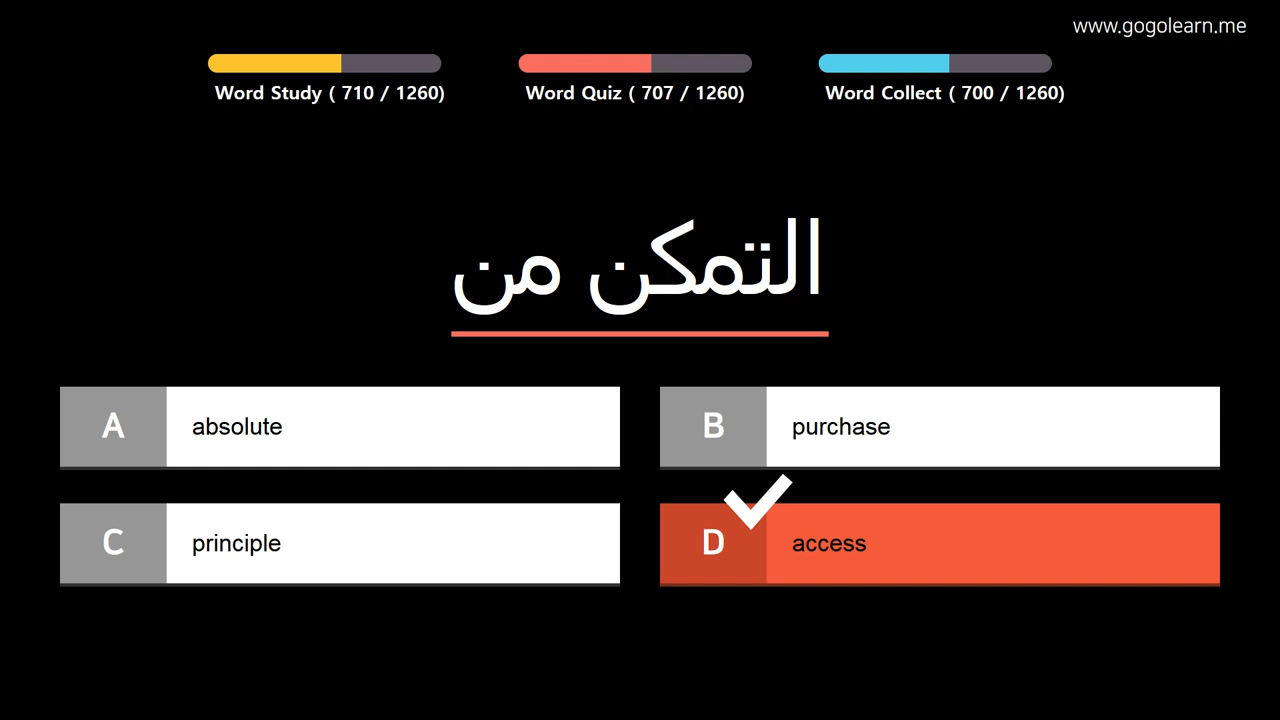 www.gogolearn.me
Word Study ( 710 / 1260)
Word Quiz ( 707 / 1260)
Word Collect ( 700 / 1260)
التمكن من
A absolute
B purchase
C principle
D access